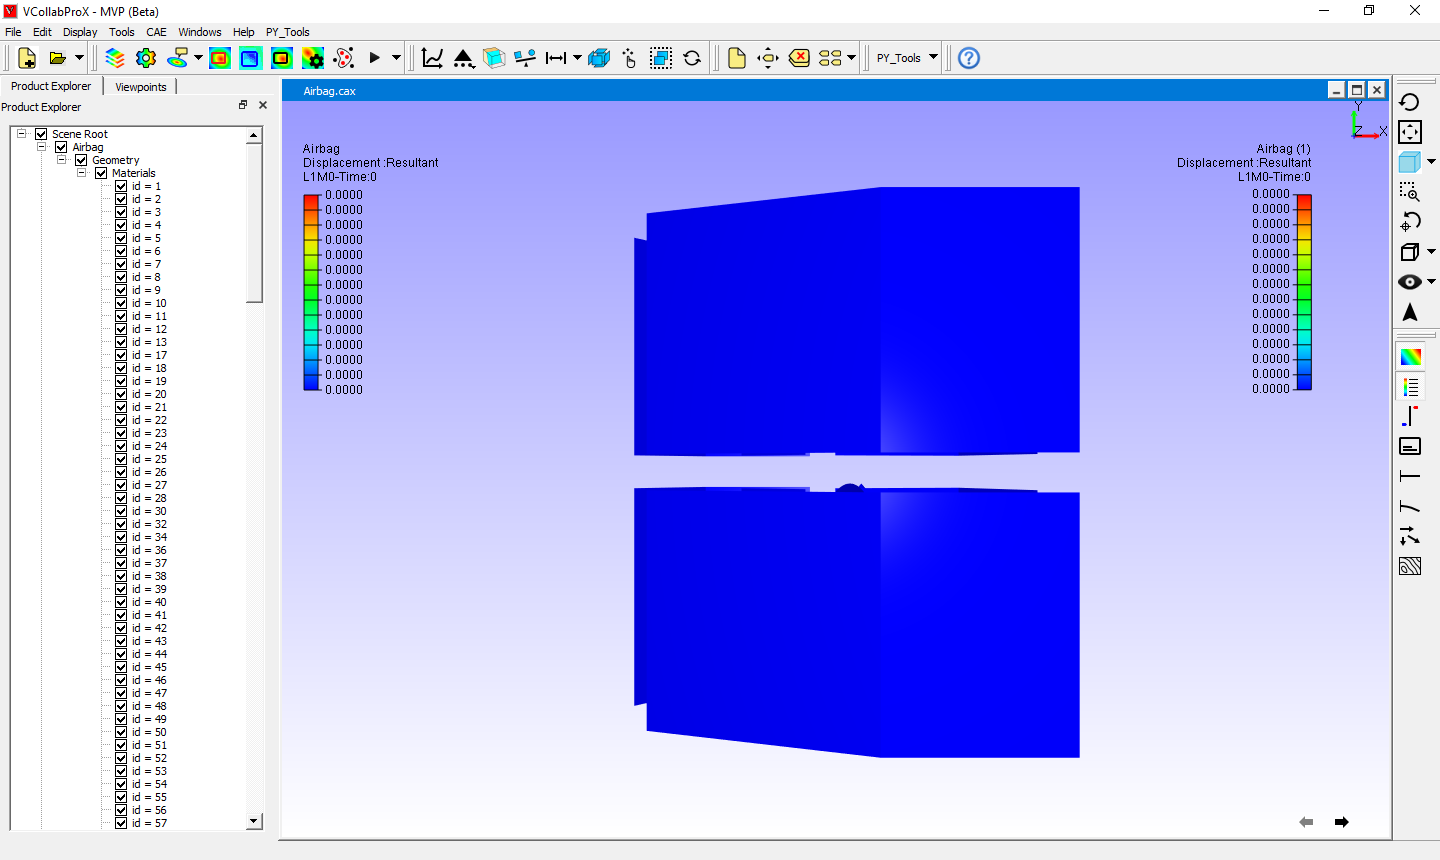 VCollabProX - MVP (Beta)
File Edit Display Tools CAE Windows Help PY_Tools
PY_Tools
Product Explorer Viewpoints
Product Explorer
Scene Root
Airbag
Geometry
Materials
id = 1
id = 2
id = 3
id = 4
id = 5
id = 6
id = 7
id = 8
id = 9
id = 10
id = 11
id = 12
id = 13
id = 17
id = 18
id = 19
id = 20
id = 21
id = 22
id = 23
id = 24
id = 25
id = 26
id = 27
id = 28
id = 30
id = 32
id = 34
id = 36
id = 37
id = 38
id = 39
id = 40
id = 41
id = 42
id = 43
id = 44
id = 45
id = 46
id = 47
id = 48
id = 49
id = 50
id = 51
id = 52
id = 53
id = 54
id = 55
id = 56
id = 57
Airbag.cax
Airbag
Displacement :Resultant
L1M0-Time:0
0.0000
0.0000
0.0000
0.0000
0.0000
0.0000
0.0000
0.0000
0.0000
0.0000
0.0000
0.0000
0.0000
0.0000
Airbag (1)
Displacement :Resultant
L1M0-Time:0
0.0000
0.0000
0.0000
0.0000
0.0000
0.0000
0.0000
0.0000
0.0000
0.0000
0.0000
0.0000
0.0000
0.0000
Y
Z X